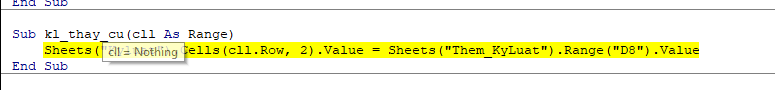 End Sub
Sub kl_thay_cu(cll As Range)
Sheets(" Cells(cll.Row, 2).Value = Sheets("Them_KyLuat").Range("D8").Value
cll = Nothing
End Sub